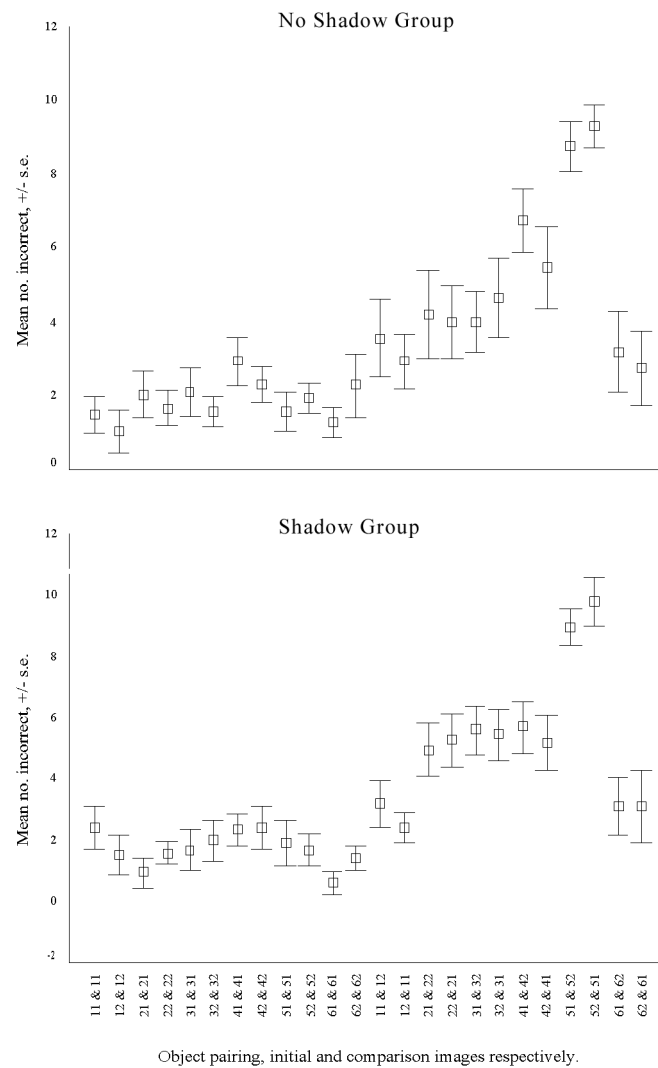 No Shadow Group
12
10
8
6
4
2
0
Mean no. incorrect, +/- s.e.
Shadow Group
12
10
8
6
4
2
0
-2
Mean no. incorrect, +/- s.e.
11 & 11
12 & 12
21 & 21
22 & 22
31 & 31
32 & 32
41 & 41
42 & 42
51 & 51
52 & 52
61 & 61
62 & 62
11 & 12
12 & 11
21 & 22
22 & 21
31 & 32
32 & 31
41 & 42
42 & 41
51 & 52
52 & 51
61 & 62
62 & 61
Object pairing, initial and comparison images respectively.